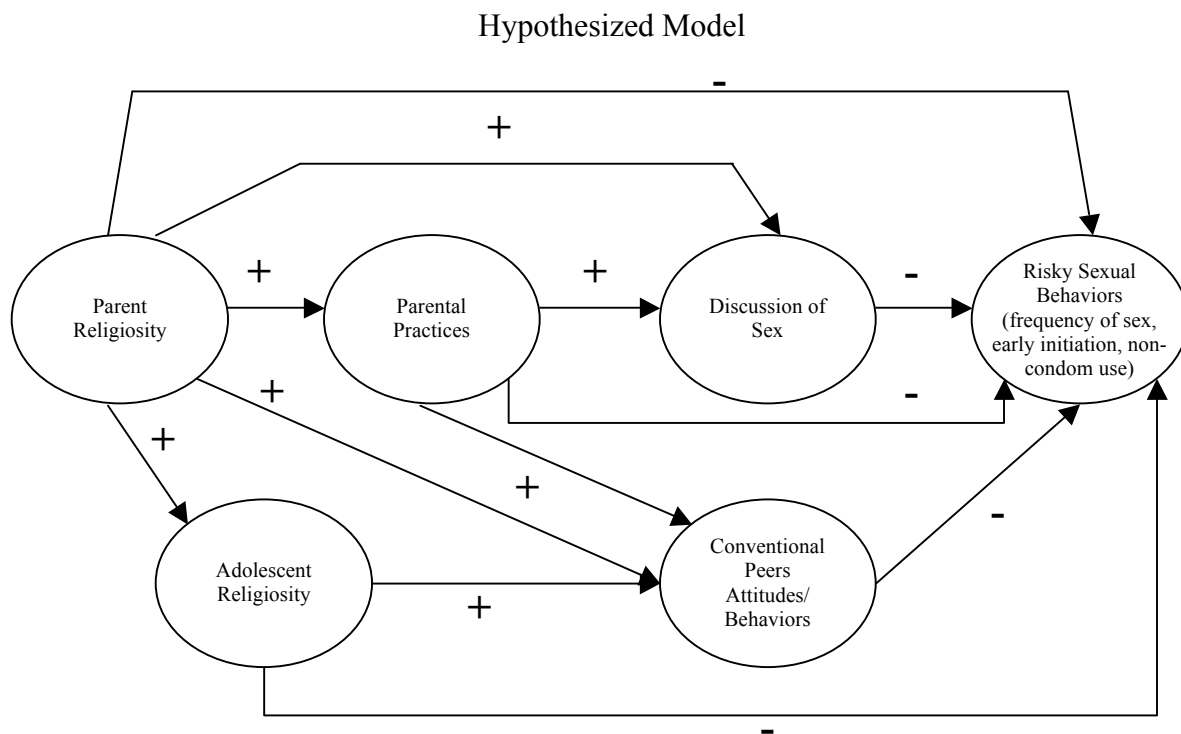 Hypothesized Model
-
+
+
+
-
Parent
Religiosity
Parental
Practices
Discussion of
Sex
Risky Sexual
Behaviors
(frequency of sex,
early initiation, non-
condom use)
+
-
+
+
-
Adolescent
Religiosity
+
Conventional
Peers
Attitudes/
Behaviors
-